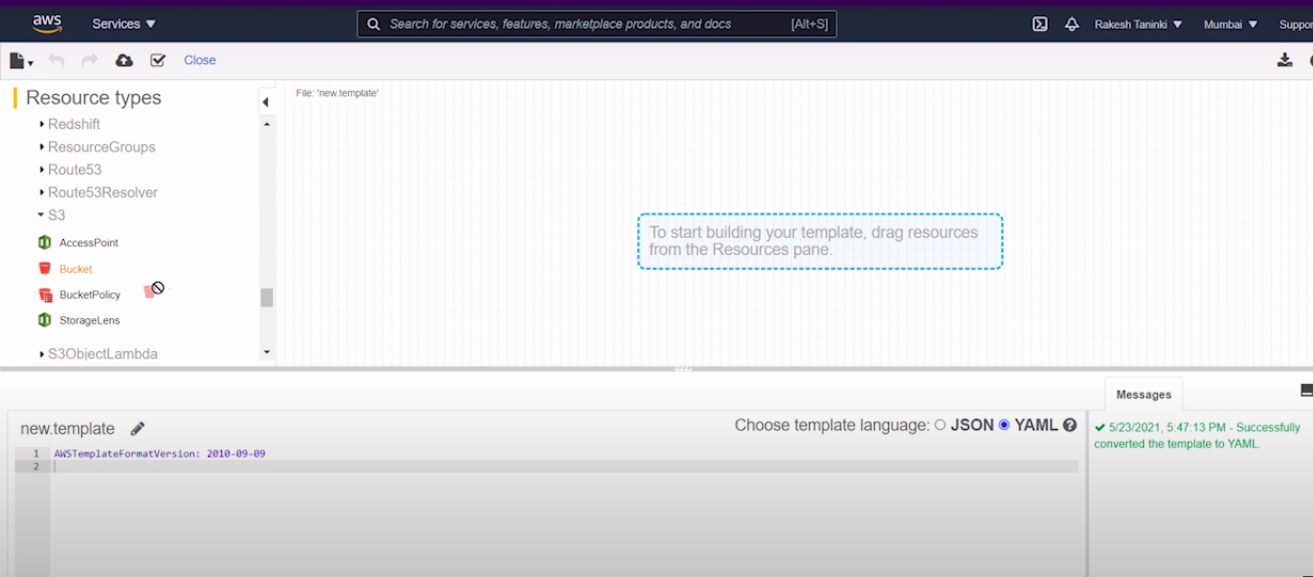 aws
Services
Search for services, features, marketplace products, and docs
[Alt+S]
Rakesh Taninki
Mumbai
Close
Resource types
Redshift
ResourceGroups
Route53
Route53Resolver
S3
AccessPoint
Bucket
BucketPolicy
StorageLens
S3ObjectLambda
File: 'new.template'
To start building your template, drag resources
from the Resources pane.
new.template
Choose template language: JSON YAML
1 AWSTemplateFormatVersion: 2010-09-09
2
Messages
5/23/2021, 5:47:13 PM - Successfully
converted the template to YAML.